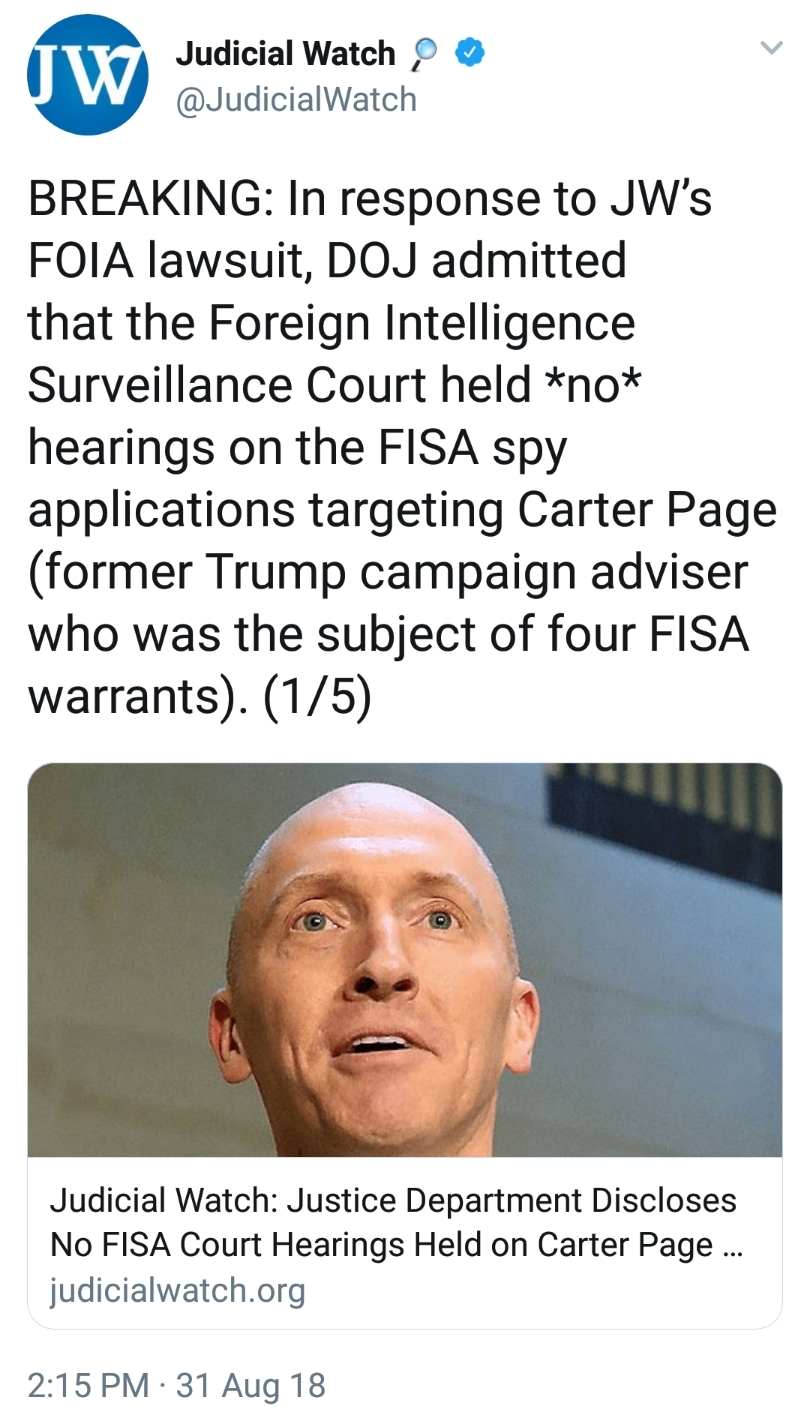 JW
Judicial Watch
@JudicialWatch
BREAKING: In response to JW’s
FOIA lawsuit, DOJ admitted
that the Foreign Intelligence
Surveillance Court held *no*
hearings on the FISA spy
applications targeting Carter Page
(former Trump campaign adviser
who was the subject of four FISA
warrants). (1/5)
Judicial Watch: Justice Department Discloses
No FISA Court Hearings Held on Carter Page ...
judicialwatch.org
2:15 PM · 31 Aug 18